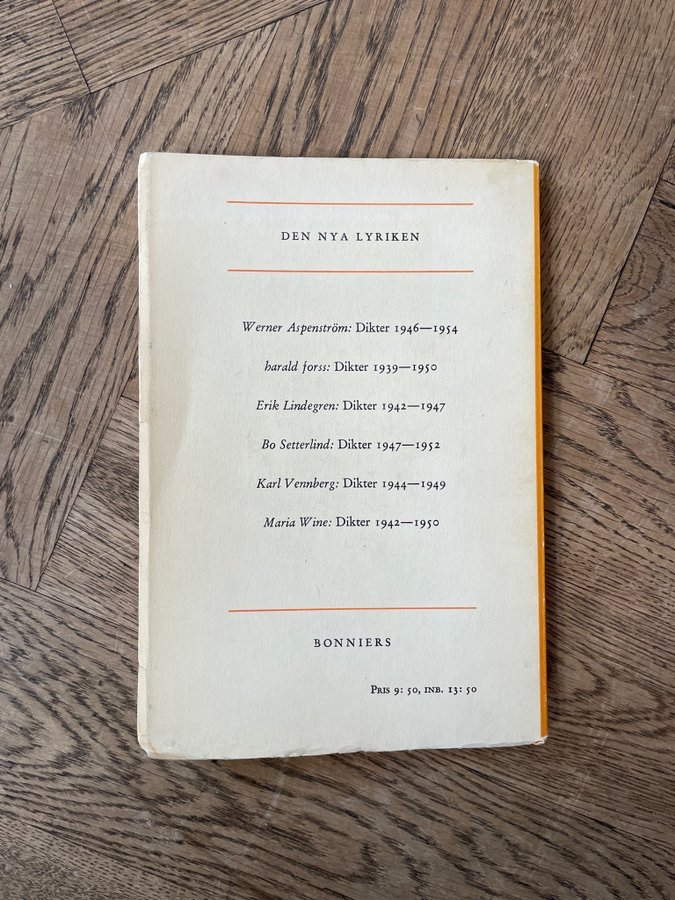 DEN NYA LYRIKEN
Werner Aspenström: Dikter 1946—1954
harald forss: Dikter 1939—1950
Erik Lindegren: Dikter 1942—1947
Bo Setterlind: Dikter 1947—1952
Karl Vennberg: Dikter 1944—1949
Maria Wine: Dikter 1942—1950
BONNIERS
PRIS 9: 50, INB. 13: 50